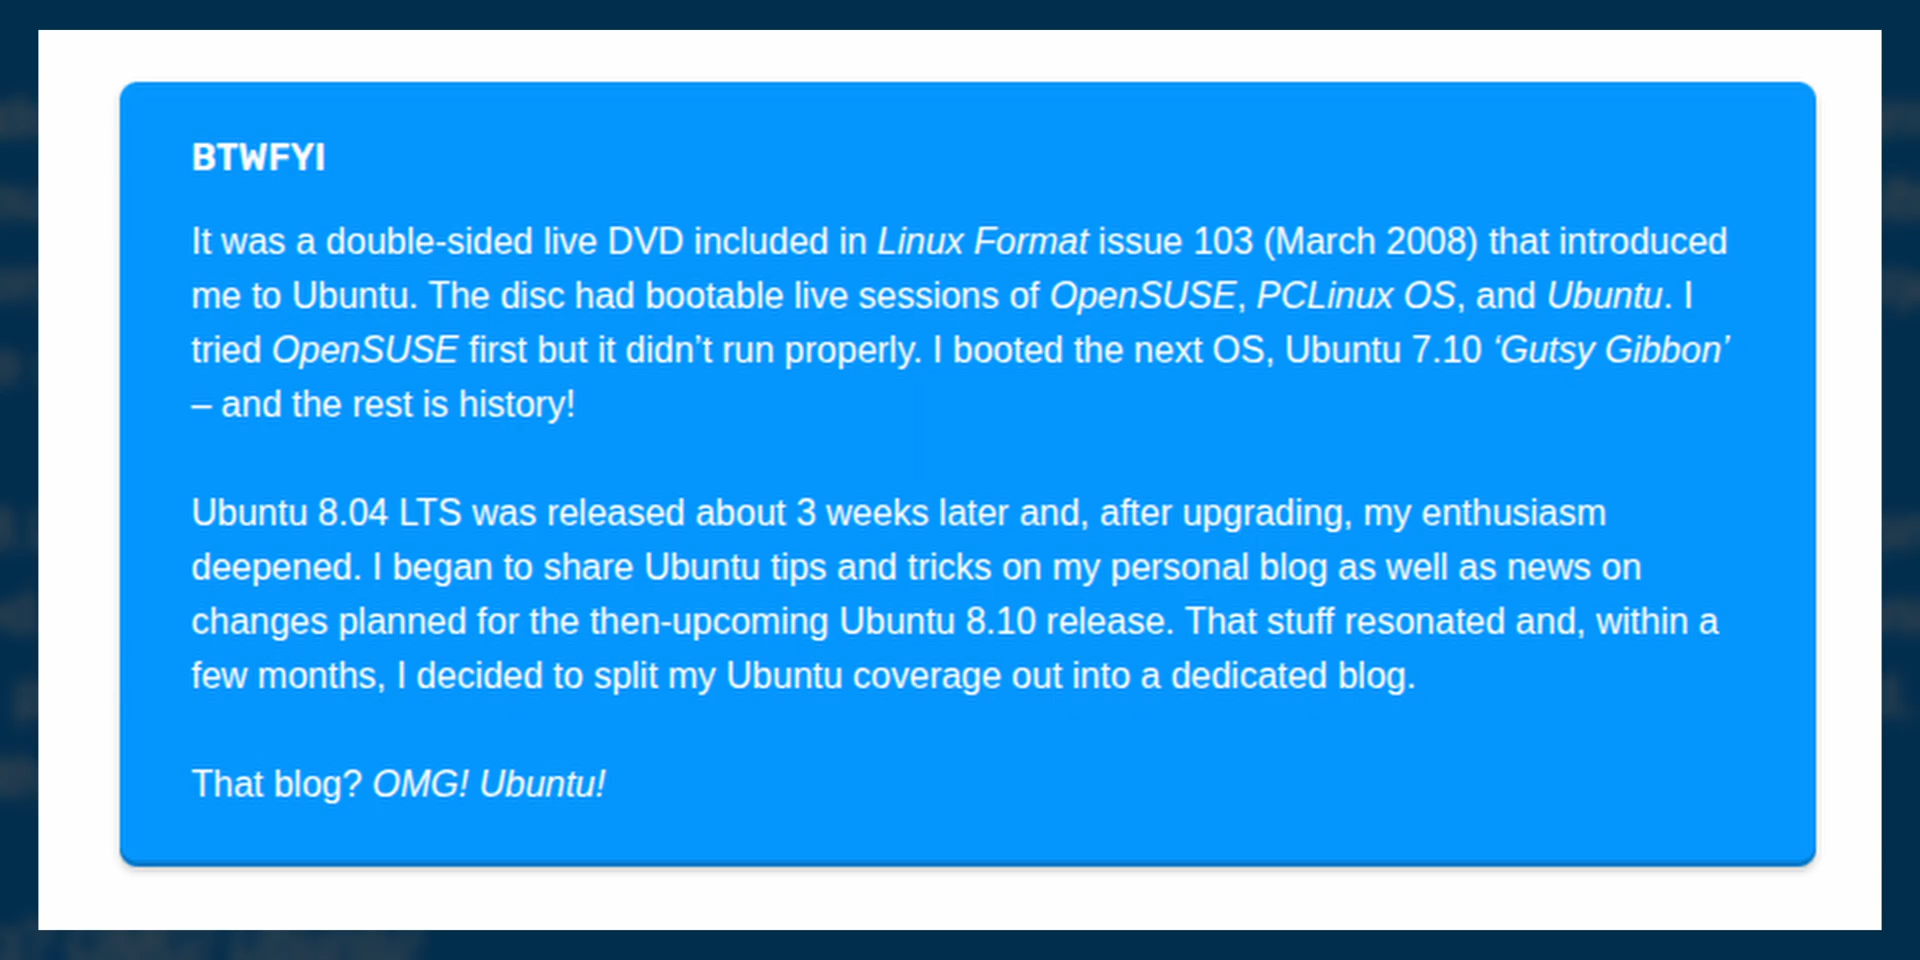 BTWFYI
It was a double-sided live DVD included in Linux Format issue 103 (March 2008) that introduced
me to Ubuntu. The disc had bootable live sessions of OpenSUSE, PCLinux OS, and Ubuntu. I
tried OpenSUSE first but it didn’t run properly. I booted the next OS, Ubuntu 7.10 ‘Gutsy Gibbon’
– and the rest is history!
Ubuntu 8.04 LTS was released about 3 weeks later and, after upgrading, my enthusiasm
deepened. I began to share Ubuntu tips and tricks on my personal blog as well as news on
changes planned for the then-upcoming Ubuntu 8.10 release. That stuff resonated and, within a
few months, I decided to split my Ubuntu coverage out into a dedicated blog.
That blog? OMG! Ubuntu!